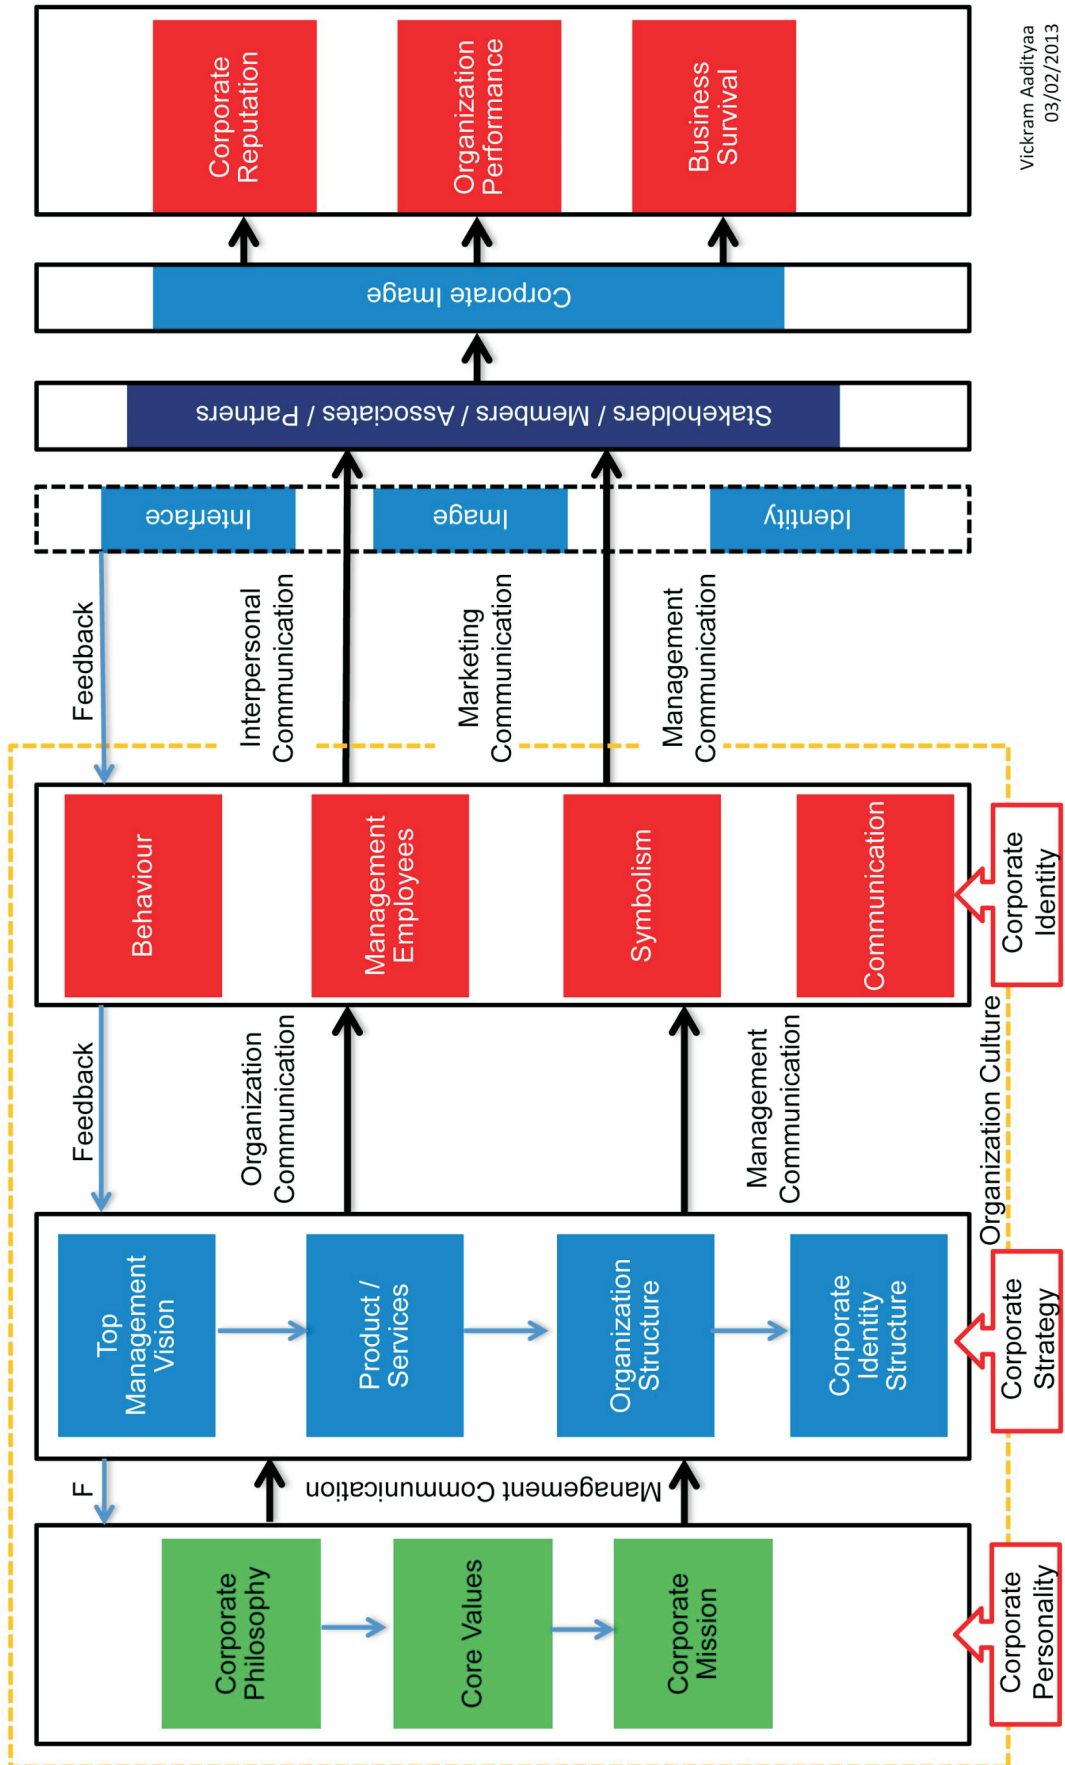 F
Feedback
Feedback
Corporate
Philosophy
Core Values
Corporate
Mission
Management Communication
Top
Management
Vision
Product /
Services
Organization
Structure
Corporate
Identity
Structure
Organization
Communication
Management
Communication
Behaviour
Management
Employees
Symbolism
Communication
Interpersonal
Communication
Marketing
Communication
Management
Communication
Interface
Image
Identity
Stakeholders / Members / Associates / Partners
Corporate Image
Corporate
Reputation
Organization
Performance
Business
Survival
Organization Culture
Corporate
Personality
Corporate
Strategy
Corporate
Identity
Vickram Aadityaa
03/02/2013